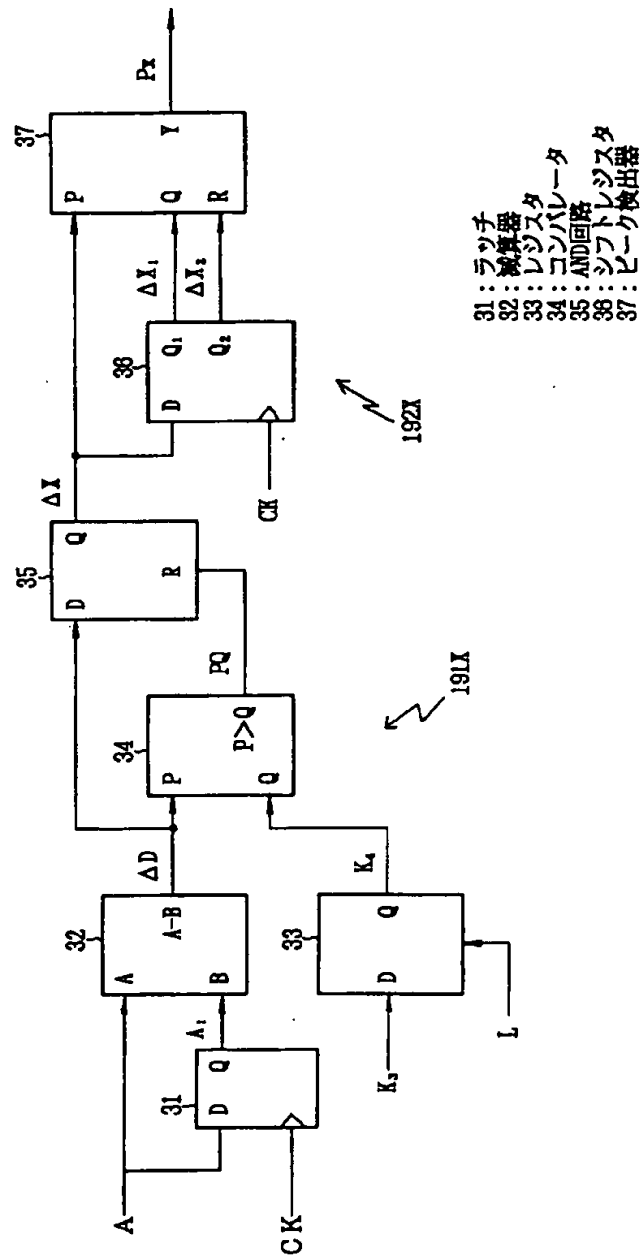 A
CK
31
D
Q
A₁
32
A
B
A-B
ΔD
K₃
L
33
D
Q
K₄
34
P
Q
P>Q
PQ
191X
35
D
Q
R
ΔX
CK
36
D
Q₁
Q₂
ΔX₁
ΔX₂
192X
37
P
Q
R
Y
Px
31：ラッチ
32：減算器
33：レジスタ
34：コンパレータ
35：AND回路
36：シフトレジスタ
37：ピーク検出器